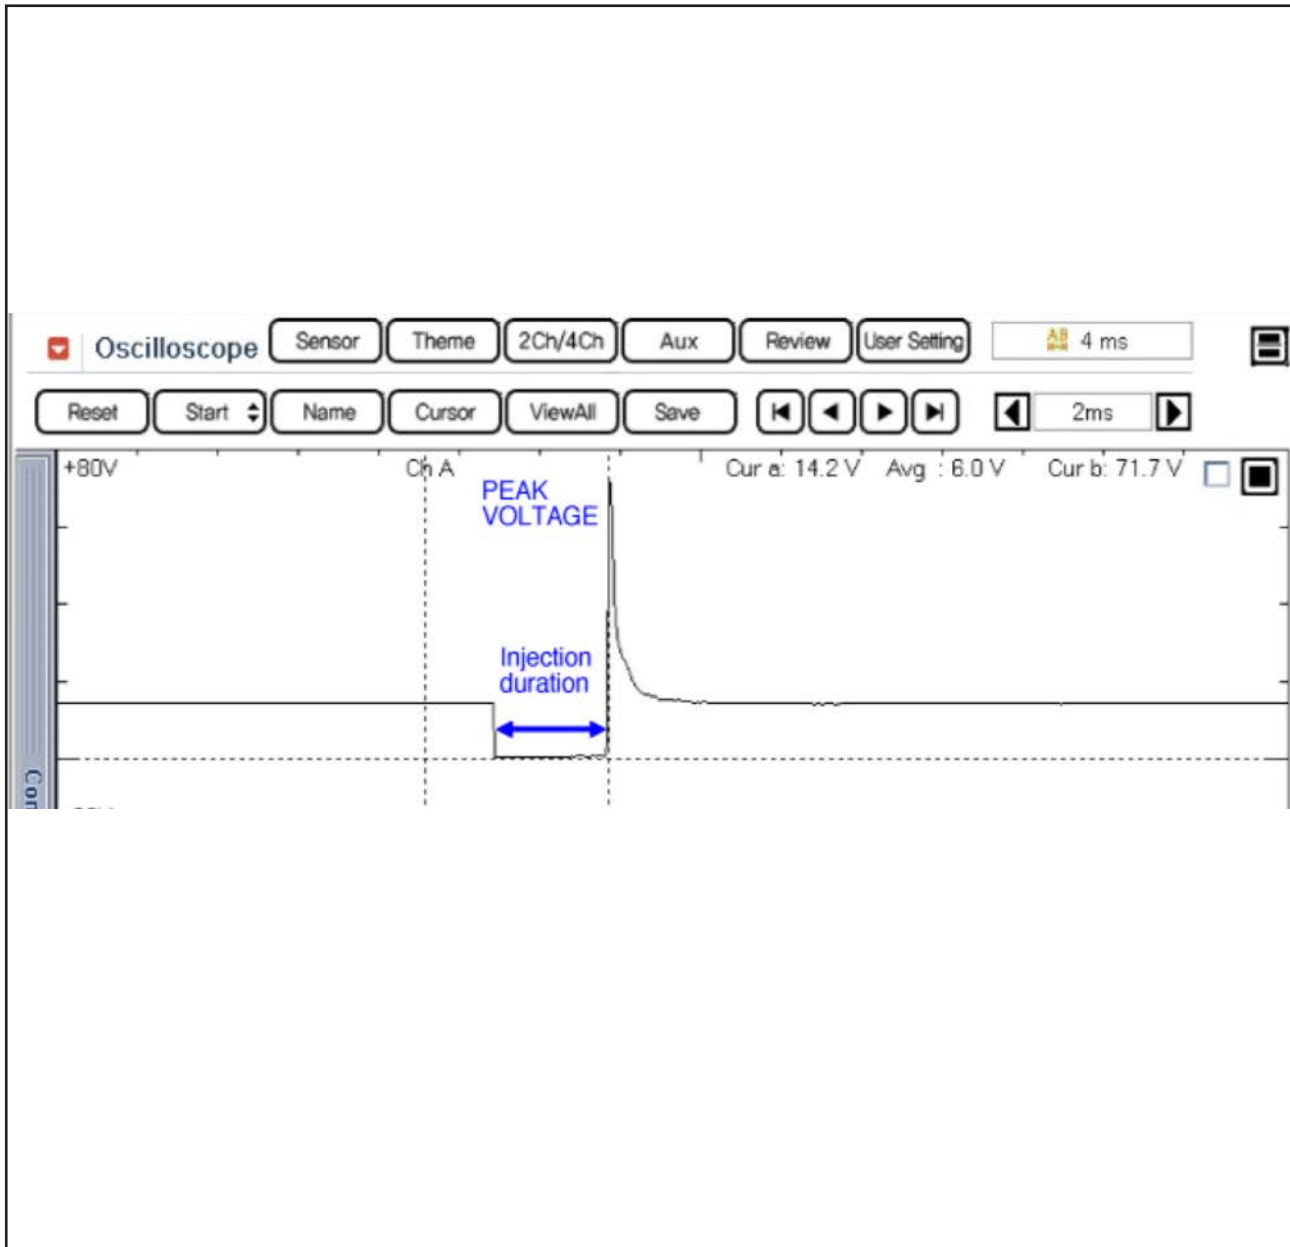 Oscilloscope
Sensor
Theme
2Ch/4Ch
Aux
Review
User Setting
4 ms
Reset
Start
Name
Cursor
ViewAll
Save
2ms
+80V
Ch A
Cur a: 14.2 V
Avg : 6.0 V
Cur b: 71.7 V
PEAK
VOLTAGE
Injection
duration
Con